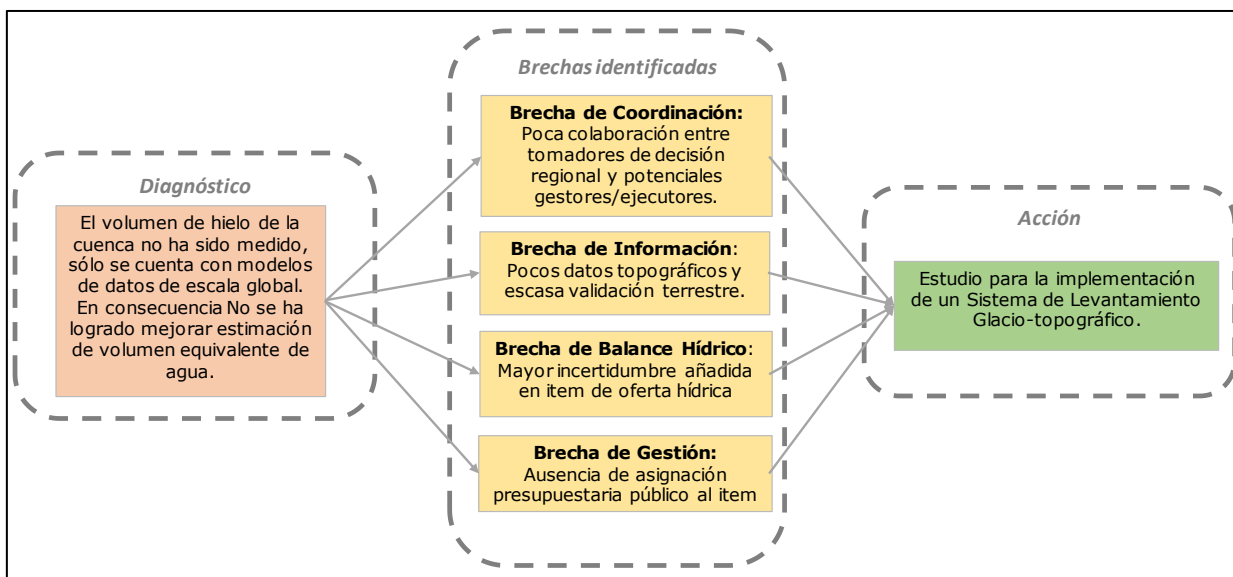 Diagnóstico
El volumen de hielo de la
cuenca no ha sido medido,
sólo se cuenta con modelos
de datos de escala global.
En consecuencia No se ha
logrado mejorar estimación
de volumen equivalente de
agua.
Brechas identificadas
Brecha de Coordinación:
Poca colaboración entre
tomadores de decisión
regional y potenciales
gestores/ejecutores.
Brecha de Información:
Pocos datos topográficos y
escasa validación terrestre.
Brecha de Balance Hídrico:
Mayor incertidumbre añadida
en item de oferta hídrica
Brecha de Gestión:
Ausencia de asignación
presupuestaria público al item
Acción
Estudio para la implementación
de un Sistema de Levantamiento
Glacio-topográfico.